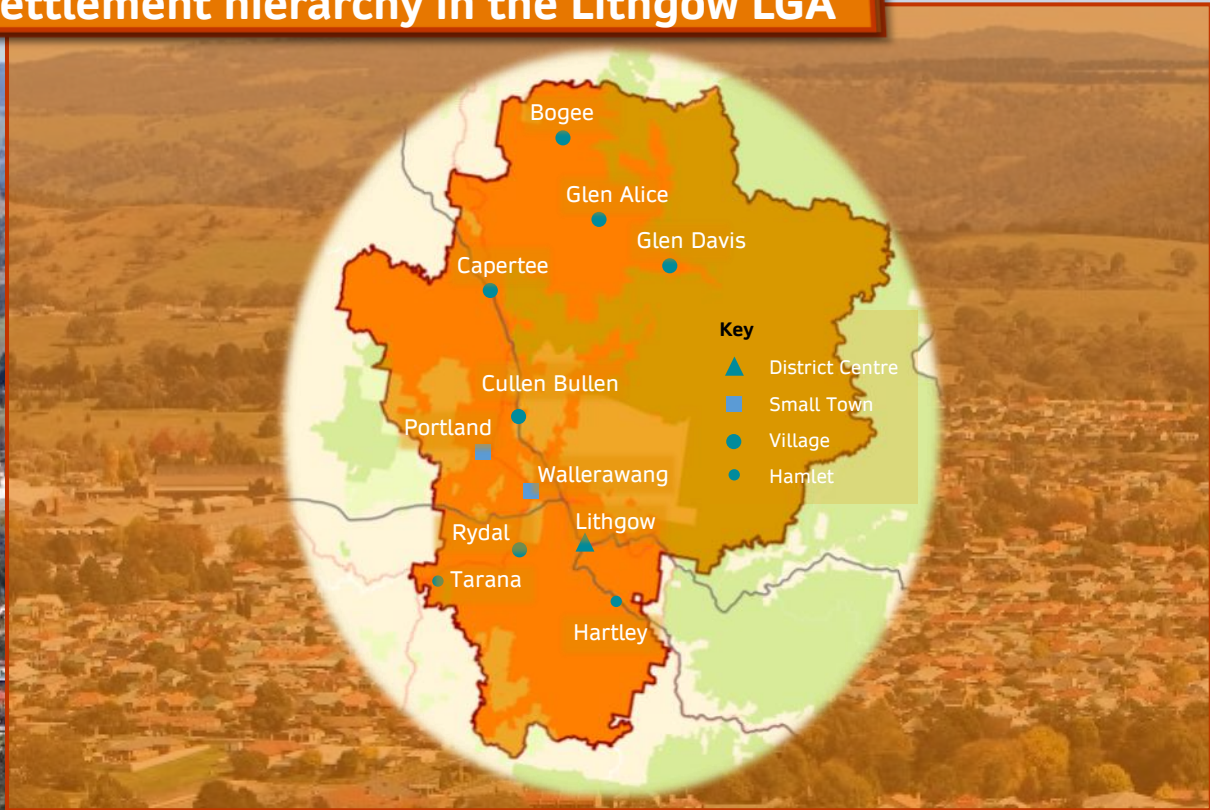 ettlement hierarchy in the Lithgow LGA
Bogee
Glen Alice
Glen Davis
Capertee
Key
District Centre
Cullen Bullen
Small Town
Portland
Village
Wallerawang
Hamlet
Lithgow
Rydal
Tarana
Hartley